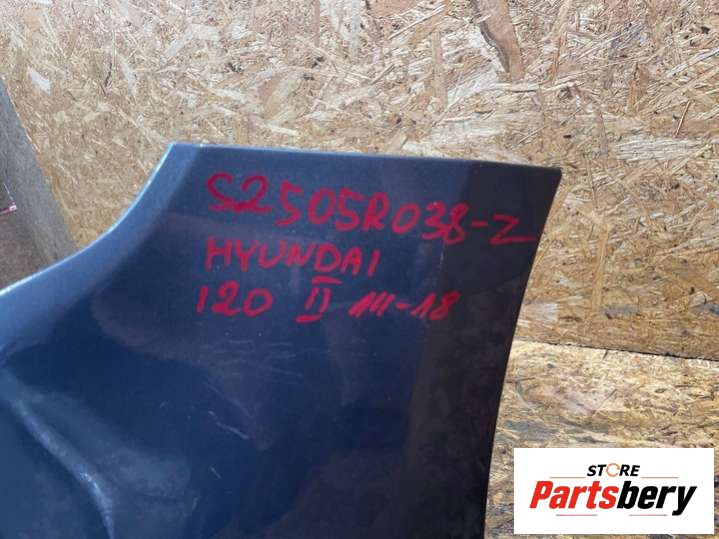 S2505R038-Z
HYUNDAI
I20 II 14-18
STORE
Partsbery